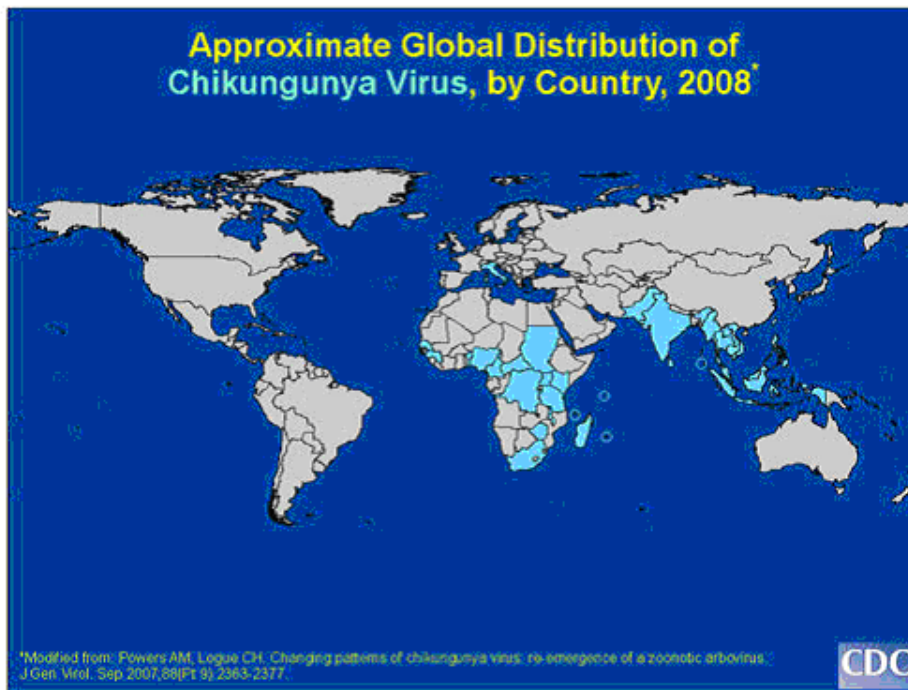 Approximate Global Distribution of
Chikungunya Virus, by Country, 2008*
*Modified from: Powers AM, Logue CH. Changing patterns of chikungunya virus: re-emergence of a zoonotic arbovirus.
J Gen Virol. Sep 2007;88(Pt 9):2363-2377.
CDC